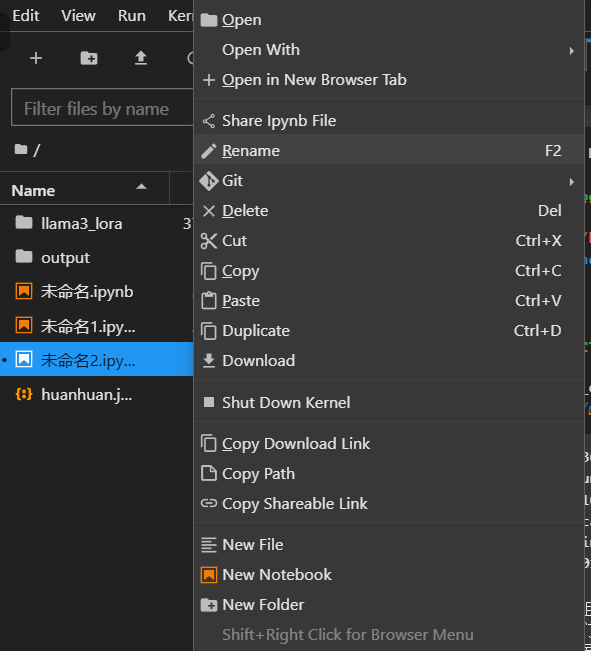 Edit View Run Ker
Filter files by name
/
Name
llama3_lora 37
output
未命名.ipynb
未命名1.ipy...
未命名2.ipy...
huanhuan.j...
Open
Open With
Open in New Browser Tab
Share Ipynb File
Rename F2
Git
Delete Del
Cut Ctrl+X
Copy Ctrl+C
Paste Ctrl+V
Duplicate Ctrl+D
Download
Shut Down Kernel
Copy Download Link
Copy Path
Copy Shareable Link
New File
New Notebook
New Folder
Shift+Right Click for Browser Menu